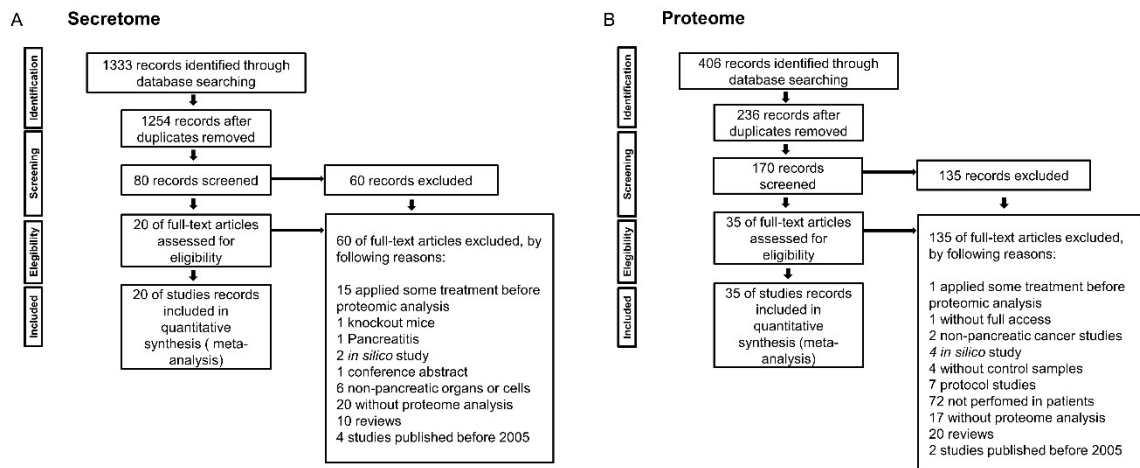 A
Secretome
Identification
Screening
Elegibility
Included
1333 records identified through
database searching
1254 records after
duplicates removed
80 records screened
60 records excluded
20 of full-text articles
assessed for
eligibility
60 of full-text articles excluded, by
following reasons:
15 applied some treatment before
proteomic analysis
1 knockout mice
1 Pancreatitis
2 in silico study
1 conference abstract
6 non-pancreatic organs or cells
20 without proteome analysis
10 reviews
4 studies published before 2005
20 of studies records
included in
quantitative
synthesis ( meta-
analysis)
B
Proteome
Identification
Screening
Elegibility
Included
406 records identified through
database searching
236 records after
duplicates removed
170 records
screened
135 records excluded
35 of full-text articles
assessed for
eligibility
135 of full-text articles excluded,
by following reasons:
1 applied some treatment before
proteomic analysis
1 without full access
2 non-pancreatic cancer studies
4 in silico study
4 without control samples
7 protocol studies
72 not perfomed in patients
17 without proteome analysis
20 reviews
2 studies published before 2005
35 of studies records
included in
quantitative
synthesis (meta-
analysis)